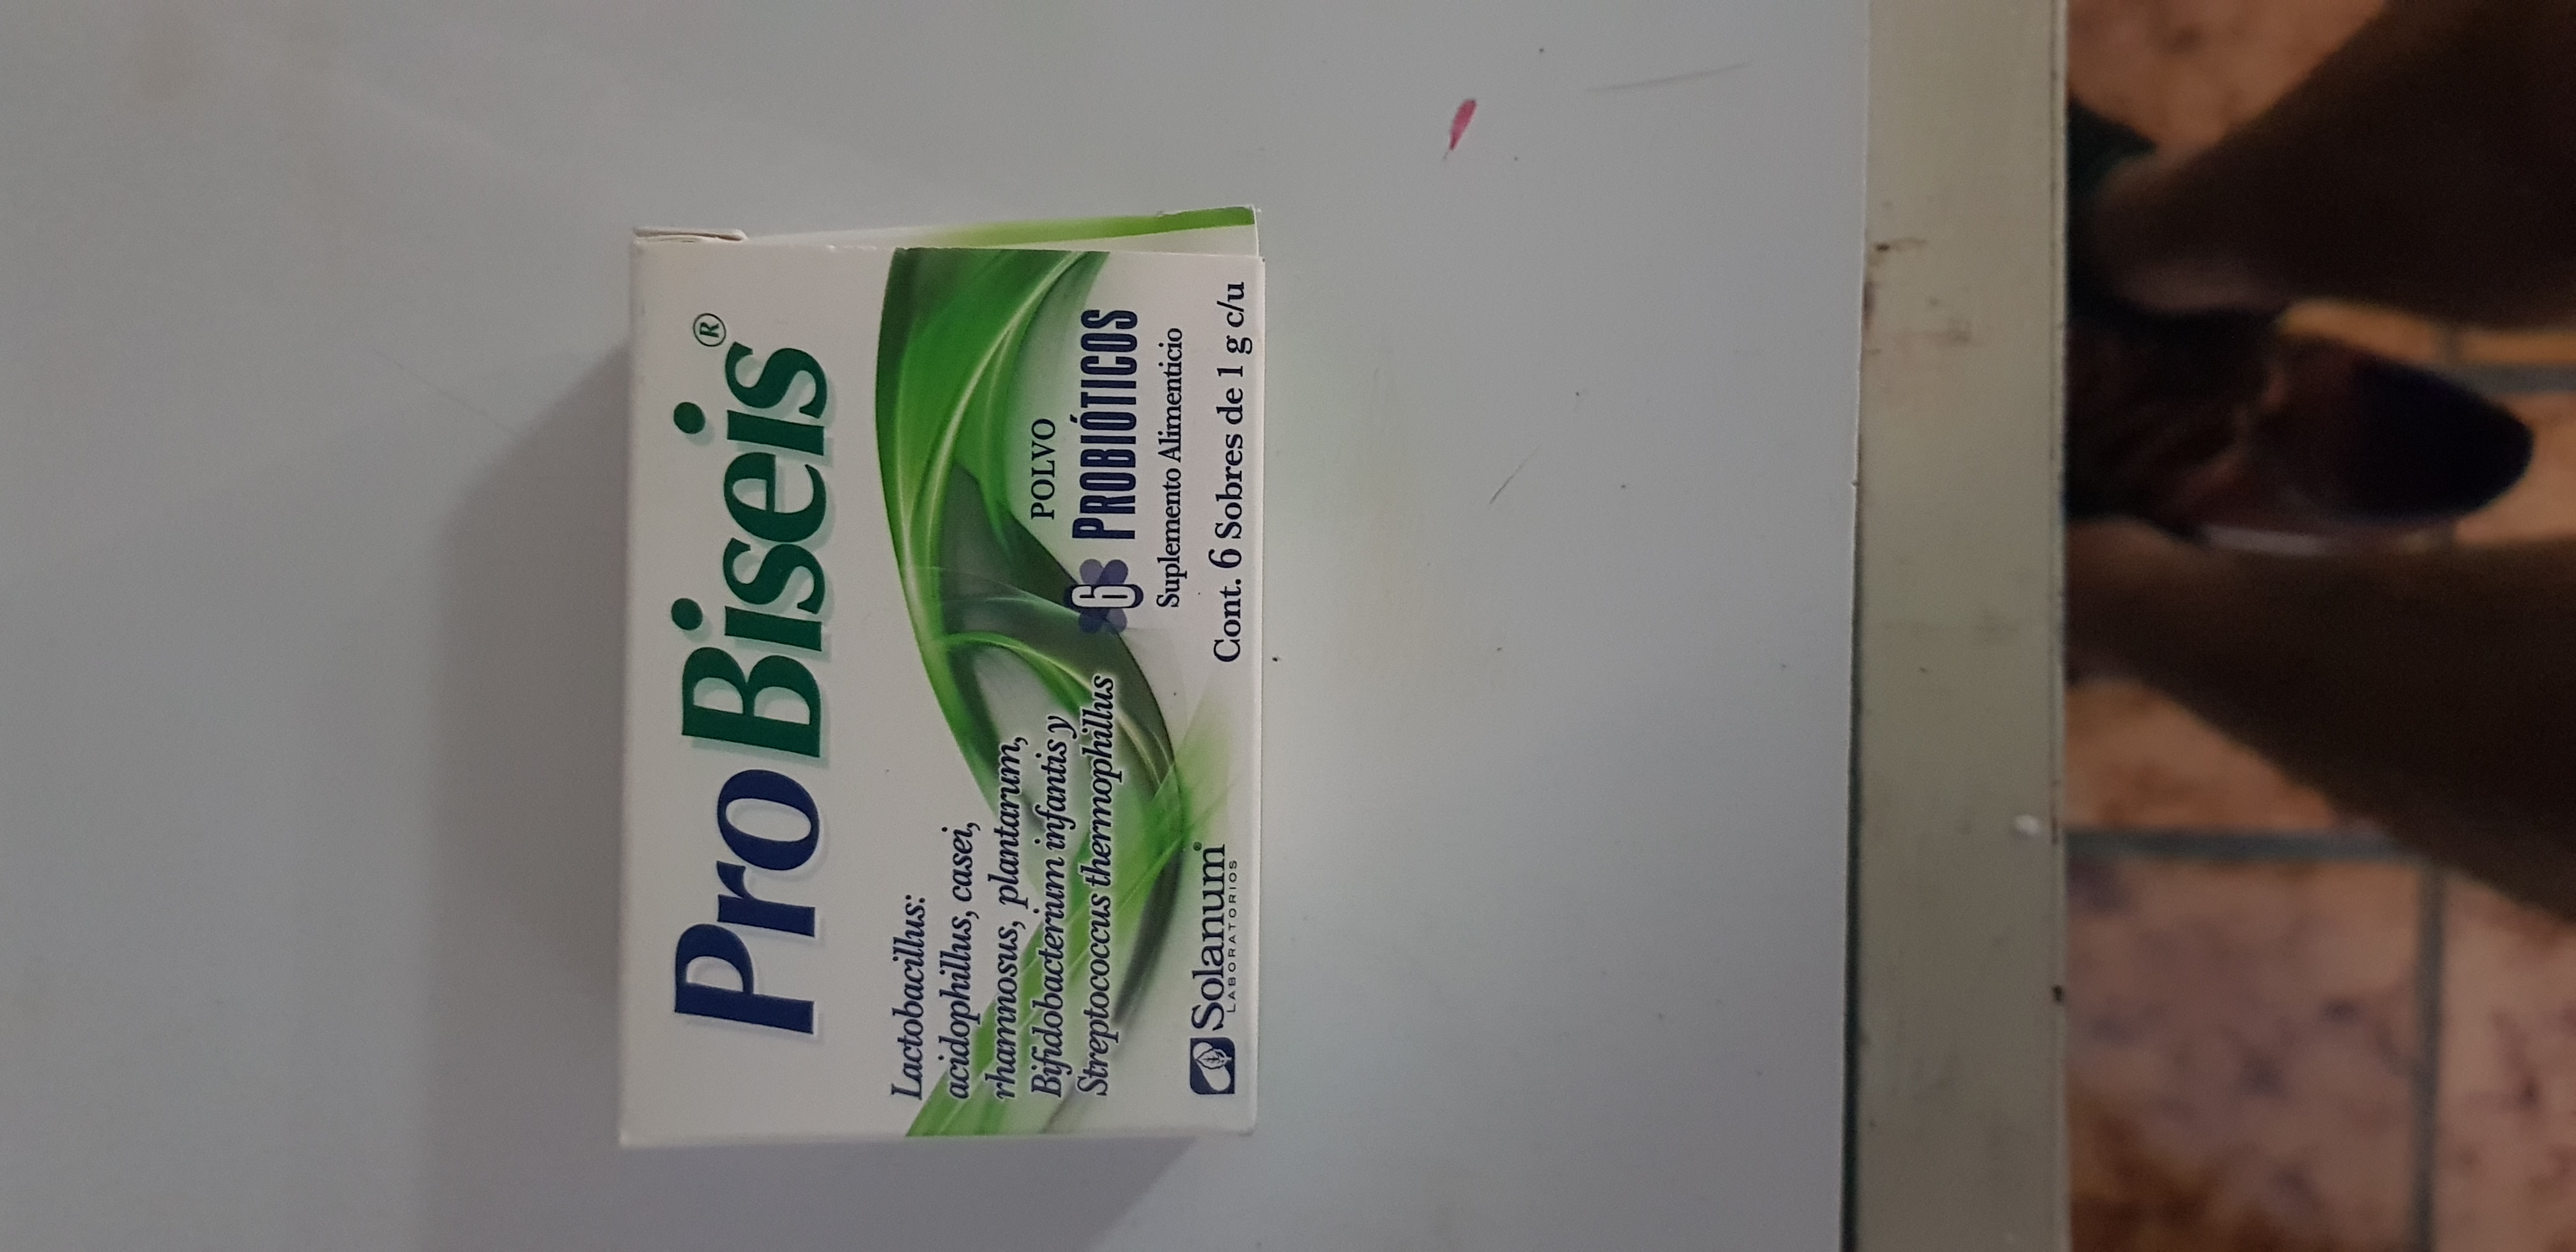 ProBiseis®
Lactobacillus:
acidophillus, casei,
rhamnosus, plantarum,
Bifidobacterium infantis y
Streptococcus thermophillus
POLVO
6 PROBIÓTICOS
Suplemento Alimenticio
Solanum®
LABORATORIOS
Cont. 6 Sobres de 1 g c/u